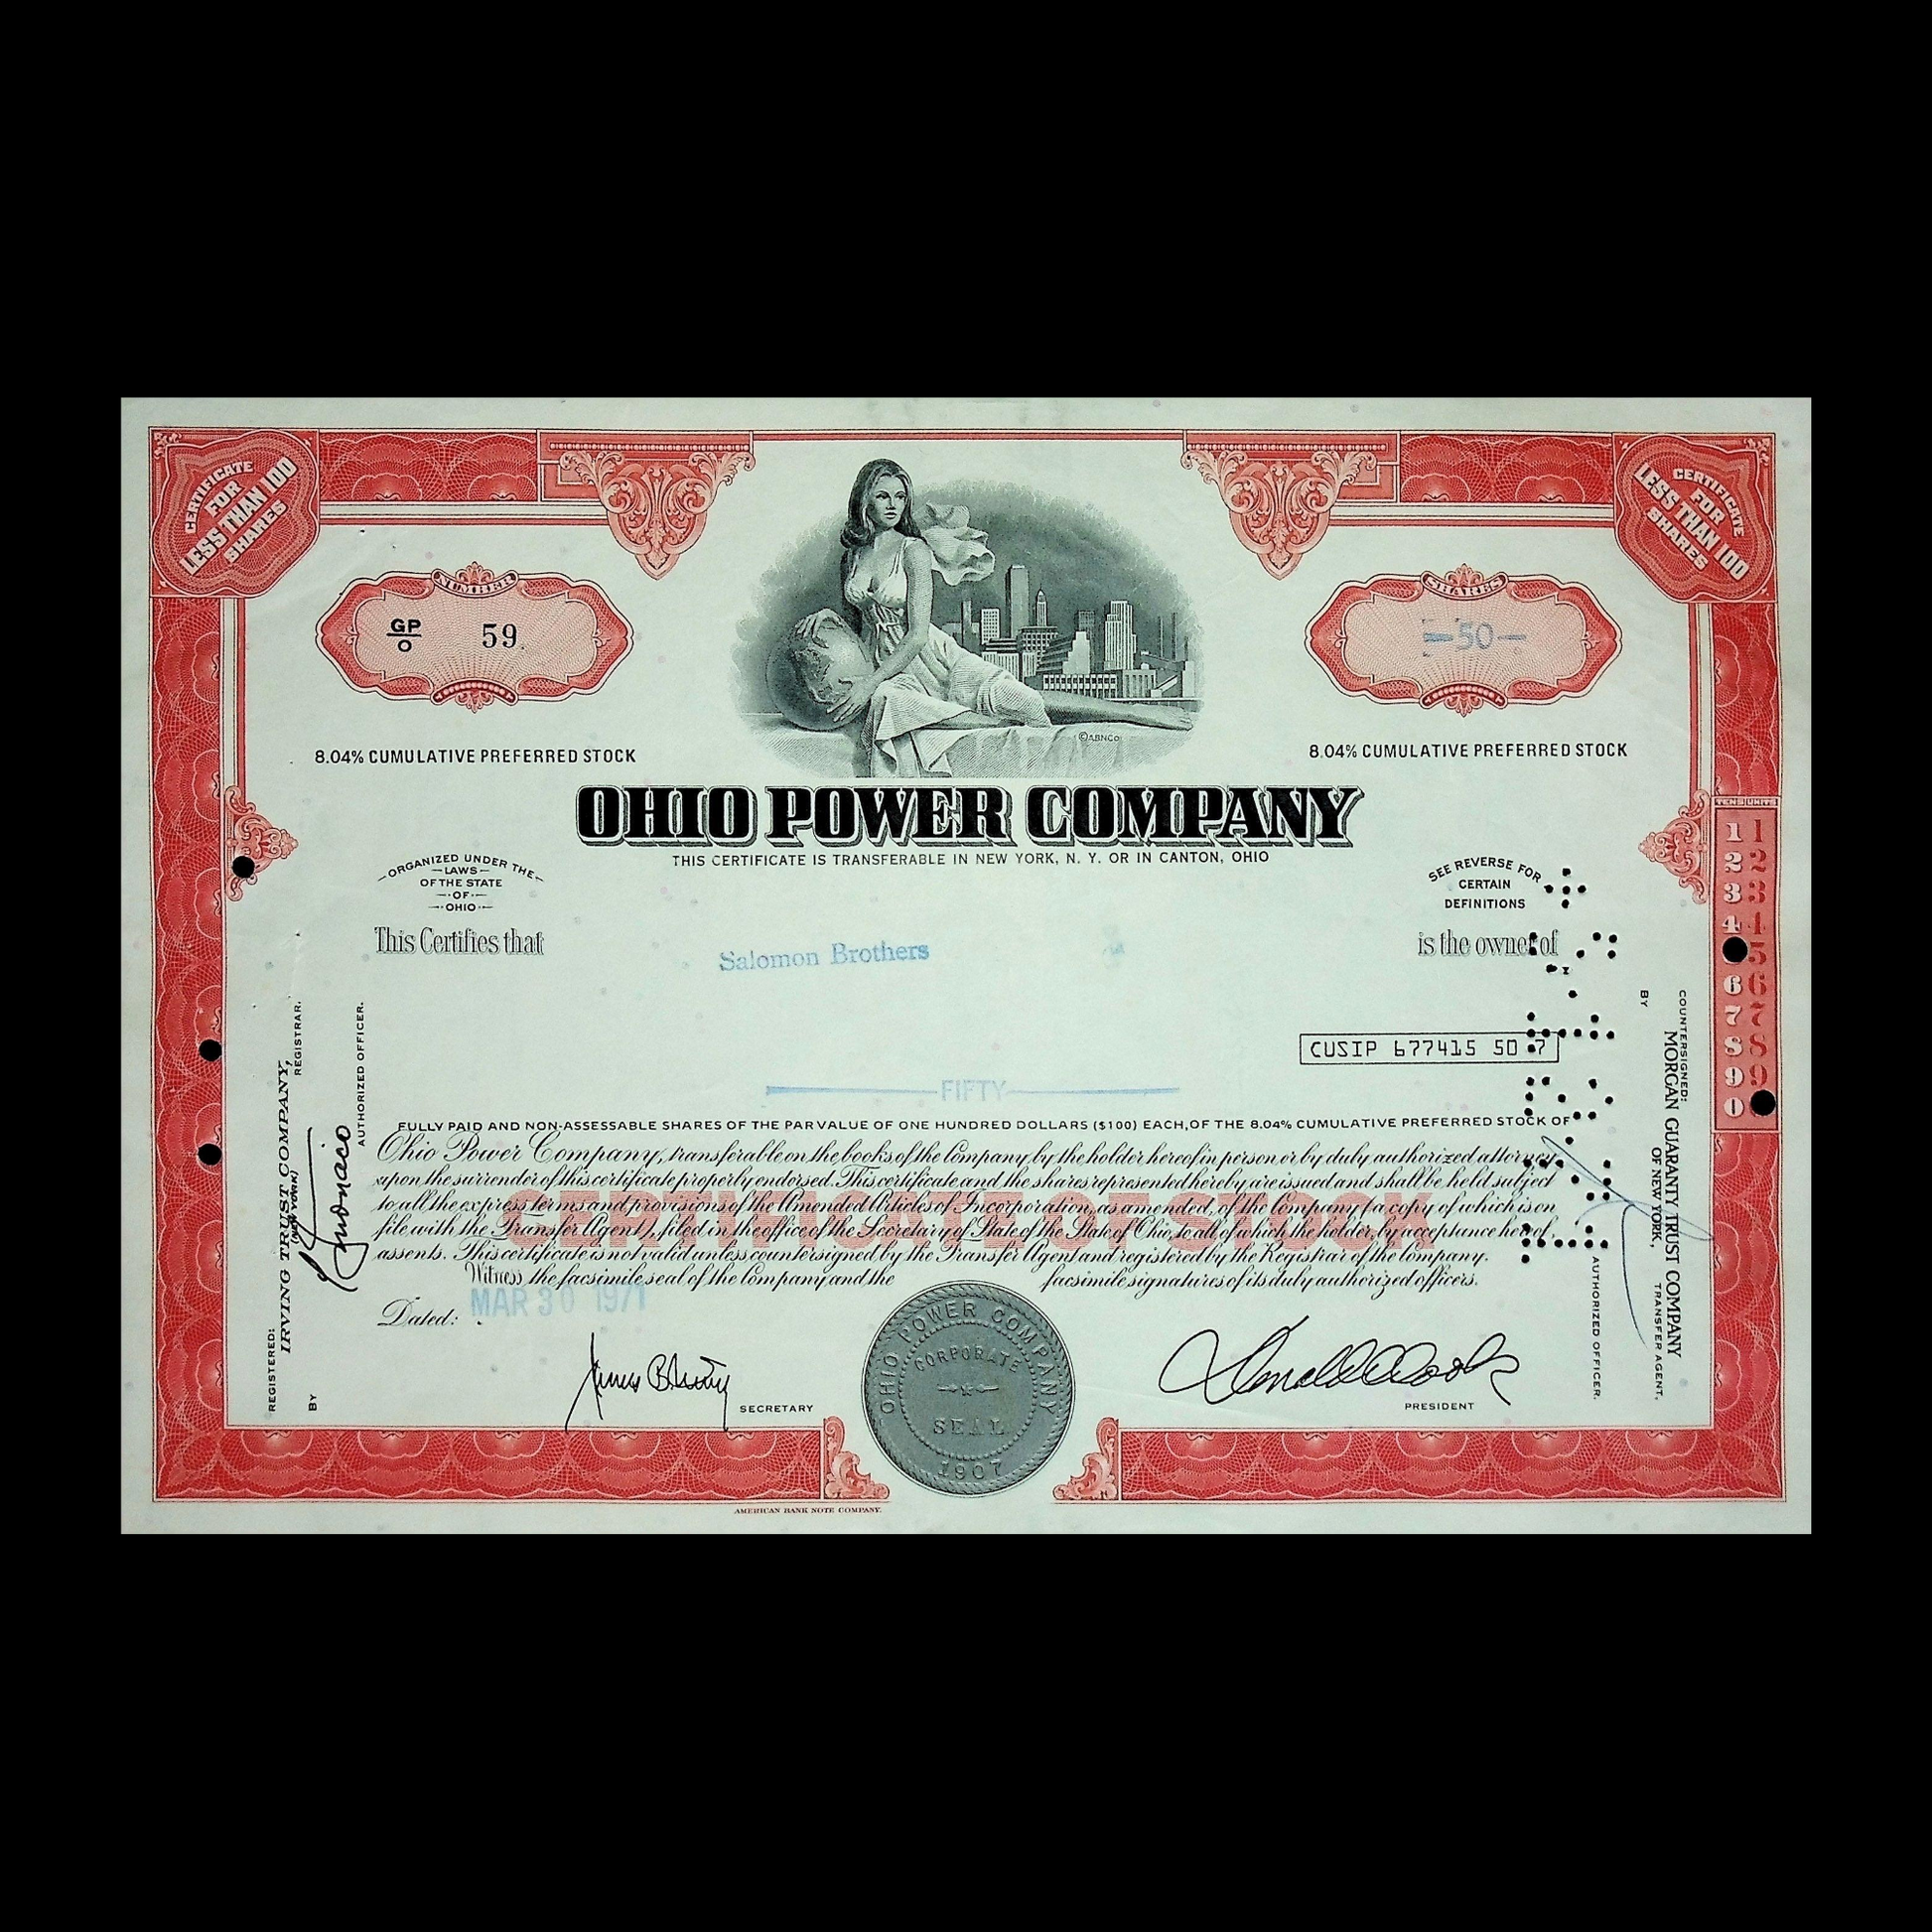 CERTIFICATE
FOR
LESS THAN 100
SHARES
CERTIFICATE
FOR
LESS THAN 100
SHARES
NUMBER
GP
O
59
SHARES
50
©ABNCo
8.04% CUMULATIVE PREFERRED STOCK
8.04% CUMULATIVE PREFERRED STOCK
OHIO POWER COMPANY
THIS CERTIFICATE IS TRANSFERABLE IN NEW YORK, N. Y. OR IN CANTON, OHIO
ORGANIZED UNDER THE
LAWS
OF THE STATE
OF
OHIO
SEE REVERSE FOR
CERTAIN
DEFINITIONS
This Certifies that
Salomon Brothers
is the owner of
CUSIP 677415 50 7
FIFTY
FULLY PAID AND NON-ASSESSABLE SHARES OF THE PAR VALUE OF ONE HUNDRED DOLLARS ($100) EACH, OF THE 8.04% CUMULATIVE PREFERRED STOCK OF
Ohio Power Company, transferable on the books of the Company by the holder hereof in person or by duly authorized attorney
upon the surrender of this certificate properly endorsed. This certificate and the shares represented hereby are issued and shall be held subject
to all the express terms and provisions of the Amended Articles of Incorporation, as amended, of the Company (a copy of which is on
file with the Transfer Agent), filed in the office of the Secretary of State of the State of Ohio, to all of which the holder, by acceptance hereof,
assents. This certificate is not valid unless countersigned by the Transfer Agent and registered by the Registrar of the Company.
CERTIFICATE OF STOCK
Witness the facsimile seal of the Company and the facsimile signatures of its duly authorized officers.
Dated: MAR 30 1971
SECRETARY
PRESIDENT
OHIO POWER COMPANY
CORPORATE
SEAL
1907
REGISTERED:
IRVING TRUST COMPANY,
(NEW YORK)
REGISTRAR.
BY
AUTHORIZED OFFICER.
COUNTERSIGNED:
MORGAN GUARANTY TRUST COMPANY
OF NEW YORK,
TRANSFER AGENT,
BY
AUTHORIZED OFFICER.
TENS UNITS
1 1
2 2
3 3
4 4
5
6 6
7 7
8 8
9 9
0
AMERICAN BANK NOTE COMPANY.